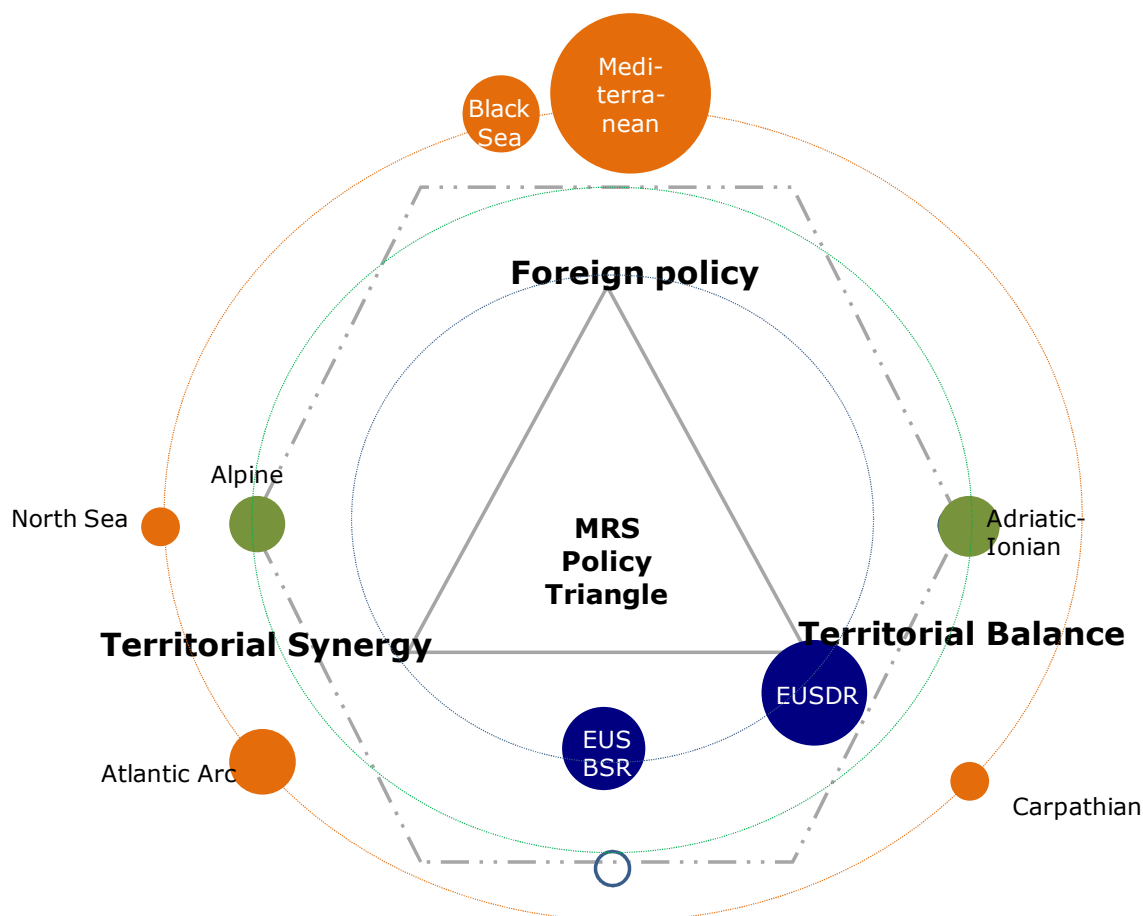 Medi-
terra-
nean
Black
Sea
Foreign policy
Alpine
North Sea
Adriatic-
Ionian
MRS
Policy
Triangle
Territorial Synergy
Territorial Balance
EUSDR
EUS
BSR
Atlantic Arc
Carpathian